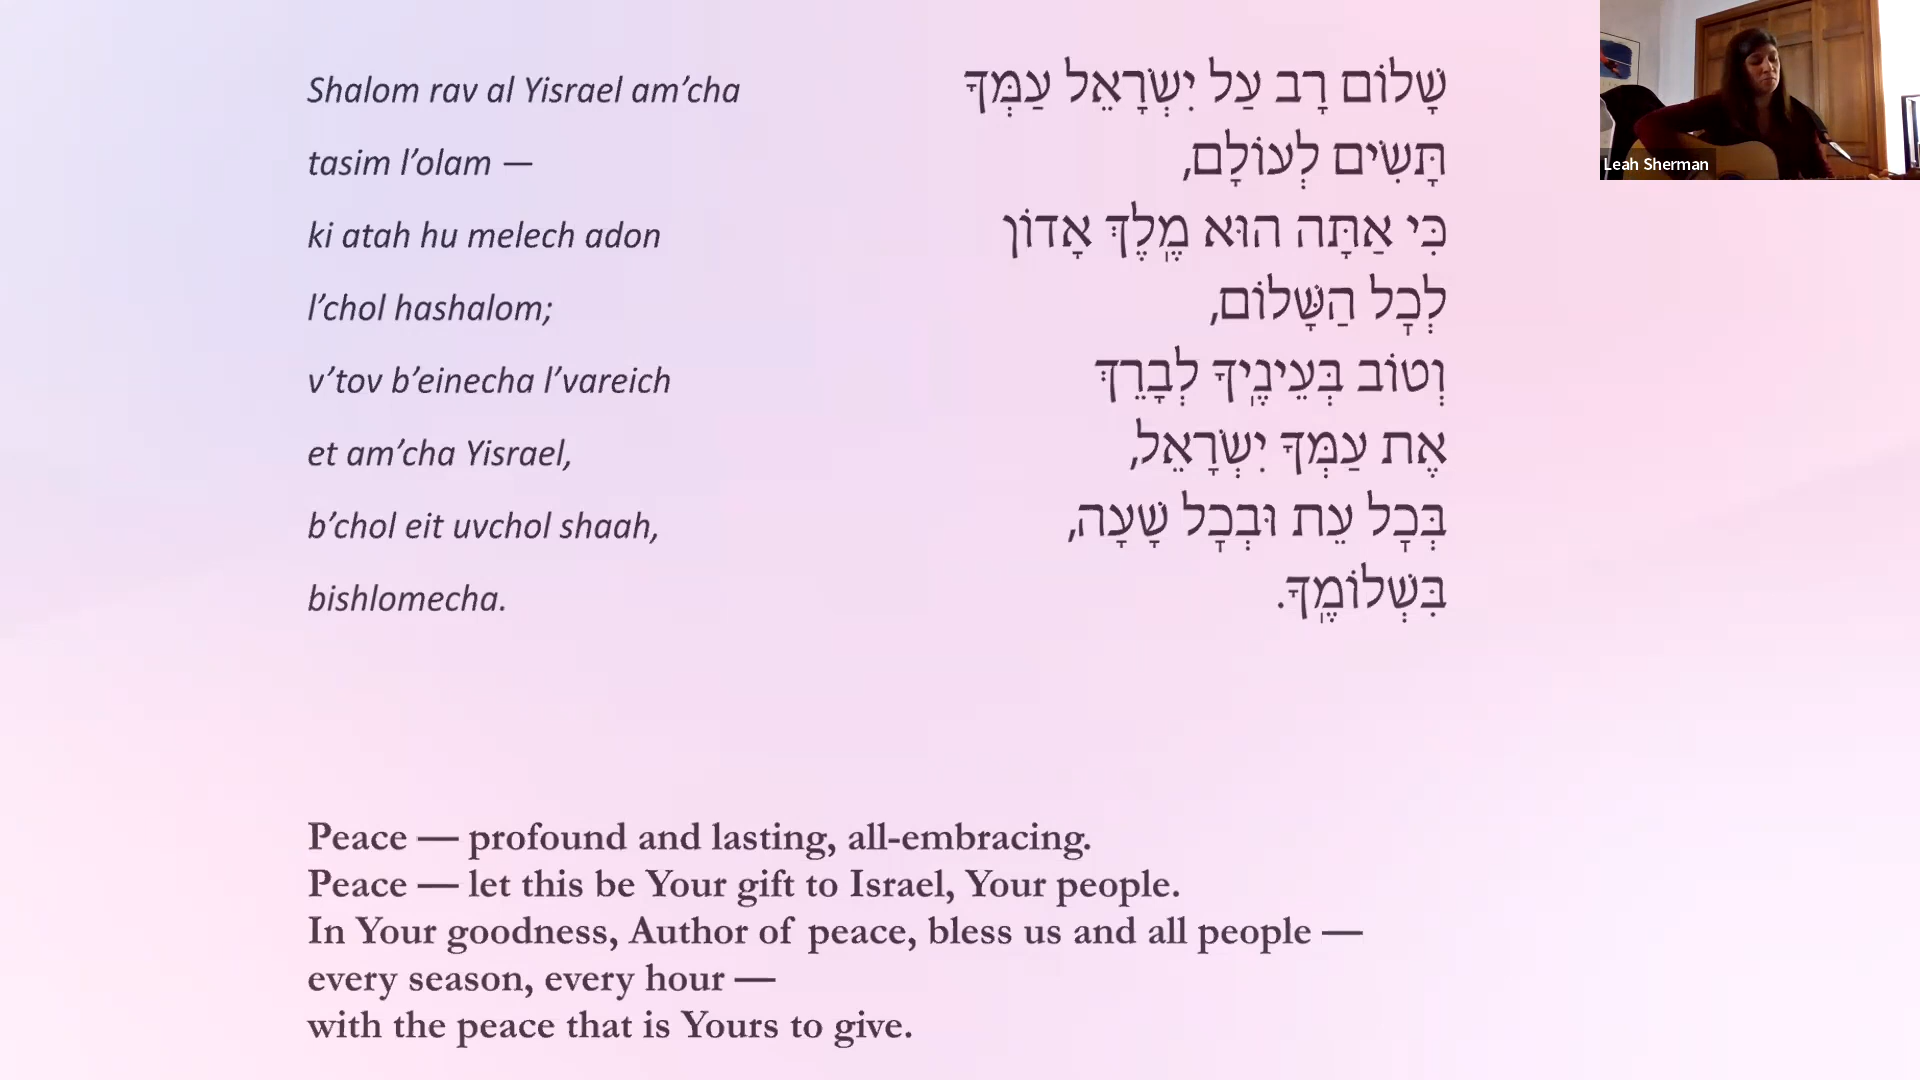 Shalom rav al Yisrael am’cha
tasim l’olam —
ki atah hu melech adon
l’chol hashalom;
v’tov b’einecha l’vareich
et am’cha Yisrael,
b’chol eit uvchol shaah,
bishlomecha.
שָׁלוֹם רָב עַל יִשְׂרָאֵל עַמְּךָ
תָּשִׂים לְעוֹלָם,
כִּי אַתָּה הוּא מֶֽלֶךְ אָדוֹן
לְכׇל הַשָּׁלוֹם,
וְטוֹב בְּעֵינֶֽיךָ לְבָרֵךְ
אֶת עַמְּךָ יִשְׂרָאֵל,
בְּכׇל עֵת וּבְכׇל שָׁעָה,
בִּשְׁלוֹמֶֽךָ.
Peace — profound and lasting, all-embracing.
Peace — let this be Your gift to Israel, Your people.
In Your goodness, Author of peace, bless us and all people —
every season, every hour —
with the peace that is Yours to give.
Leah Sherman